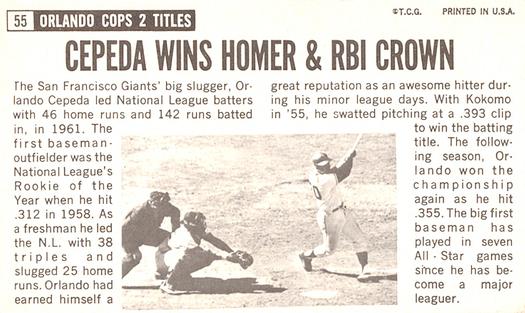 55 ORLANDO COPS 2 TITLES
©T.C.G. PRINTED IN U.S.A.
CEPEDA WINS HOMER & RBI CROWN
The San Francisco Giants' big slugger, Or-
lando Cepeda led National League batters
with 46 home runs and 142 runs batted
in, in 1961. The
first baseman-
outfielder was the
National League's
Rookie of the
Year when he hit
.312 in 1958. As
a freshman he led
the N.L. with 38
triples and
slugged 25 home
runs. Orlando had
earned himself a
great reputation as an awesome hitter dur-
ing his minor league days. With Kokomo
in '55, he swatted pitching at a .393 clip
to win the batting
title. The follow-
ing season, Or-
lando won the
championship
again as he hit
.355. The big first
baseman has
played in seven
All-Star games
since he has be-
come a major
leaguer.